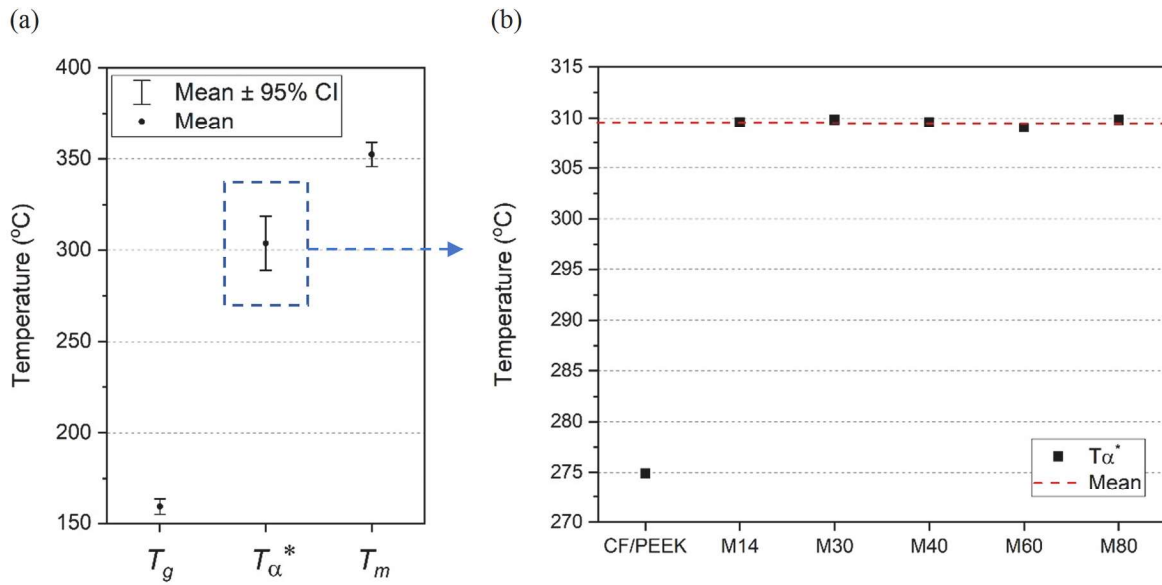 (a)
(b)
Temperature (°C)
400
350
300
250
200
150
Mean ± 95% CI
Mean
Tg
Tα*
Tm
Temperature (°C)
315
310
305
300
295
290
285
280
275
270
Tα*
Mean
CF/PEEK M14 M30 M40 M60 M80